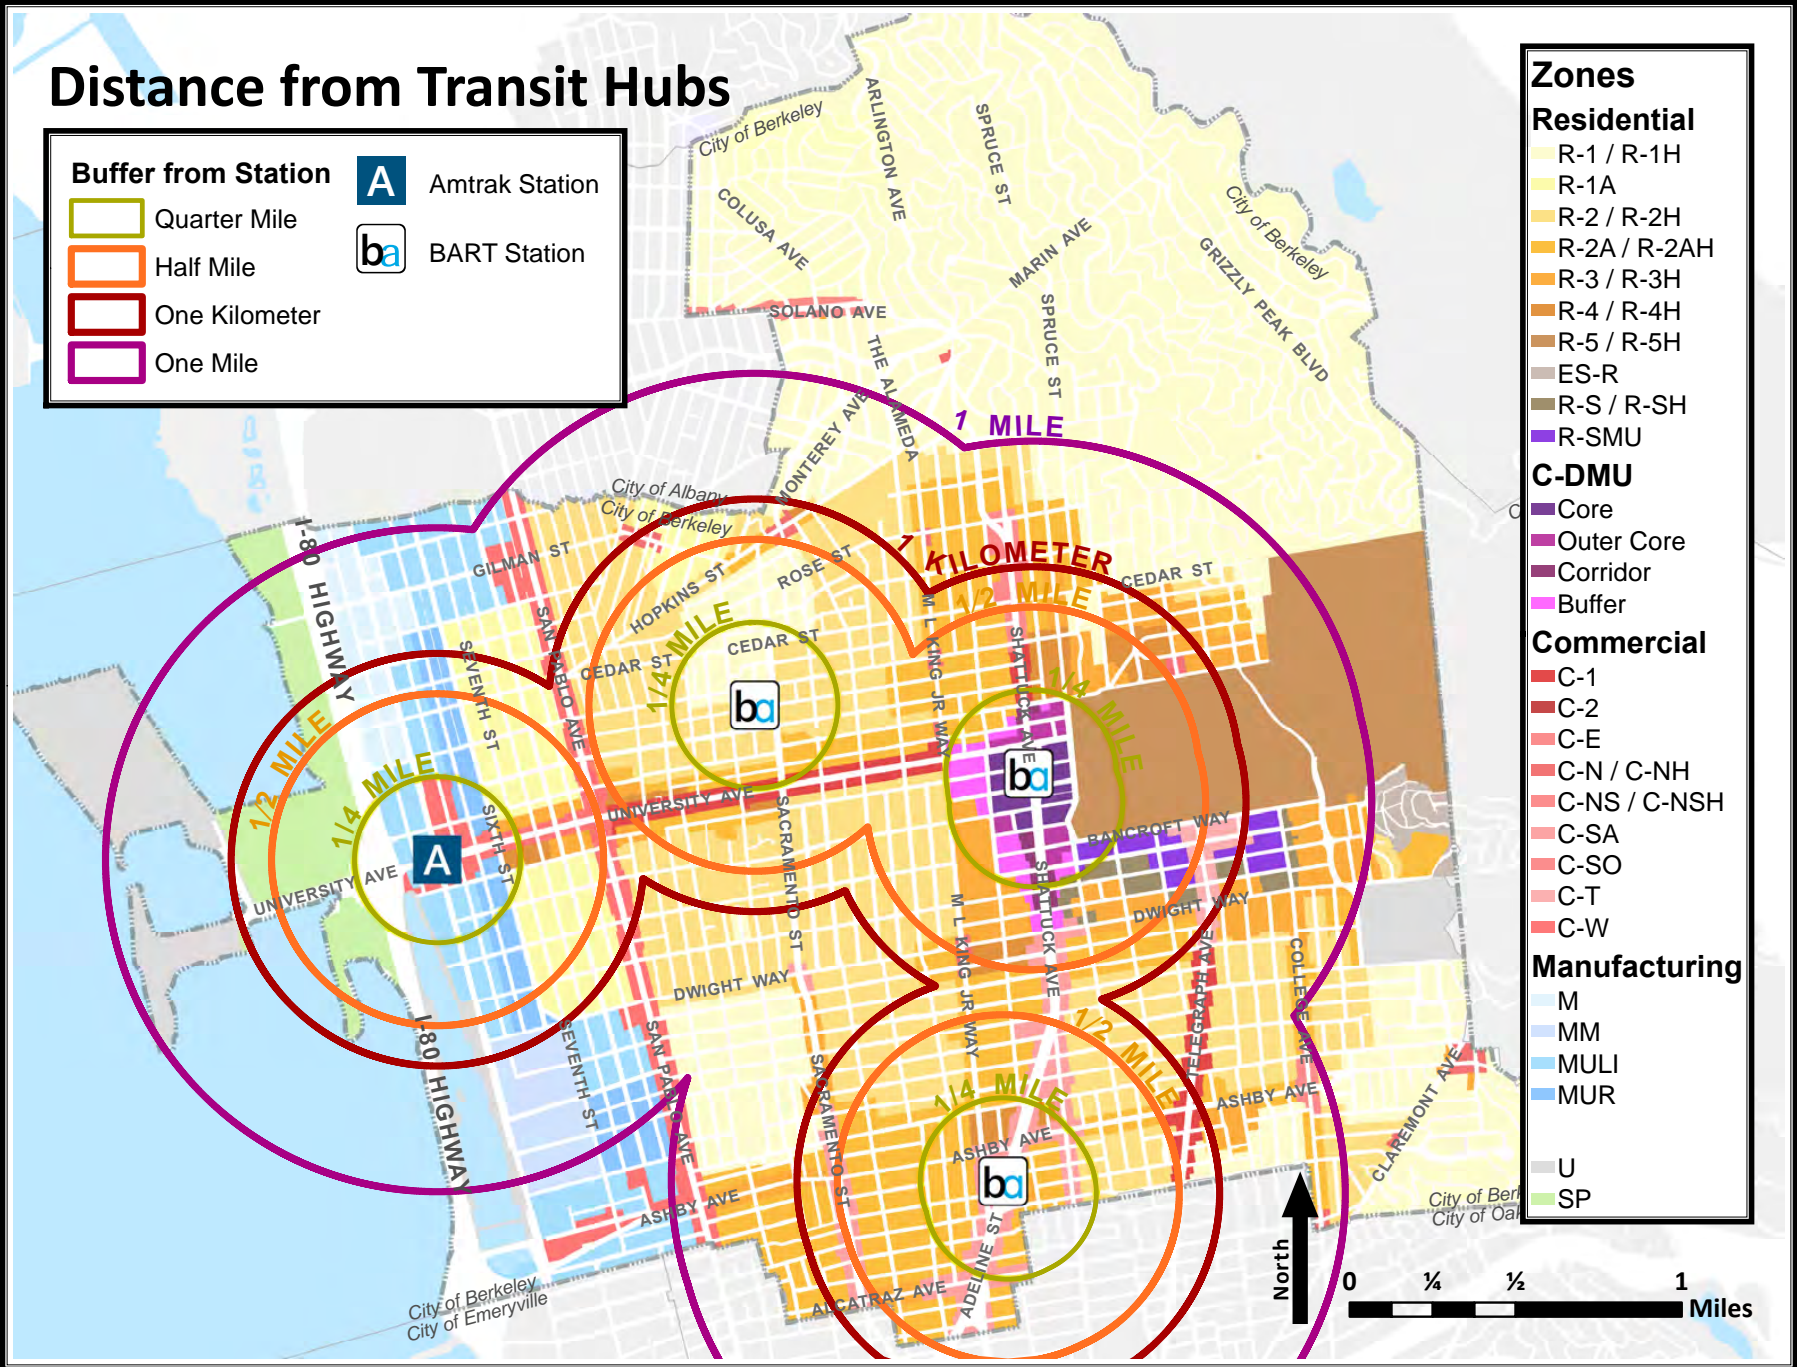 Distance from Transit Hubs
Buffer from Station
Quarter Mile
Half Mile
One Kilometer
One Mile
A
Amtrak Station
ba
BART Station
Zones
Residential
R-1 / R-1H
R-1A
R-2 / R-2H
R-2A / R-2AH
R-3 / R-3H
R-4 / R-4H
R-5 / R-5H
ES-R
R-S / R-SH
R-SMU
C-DMU
Core
Outer Core
Corridor
Buffer
Commercial
C-1
C-2
C-E
C-N / C-NH
C-NS / C-NSH
C-SA
C-SO
C-T
C-W
Manufacturing
M
MM
MULI
MUR
U
SP
City of Berkeley
ARLINGTON AVE
SPRUCE ST
COLUSA AVE
MARIN AVE
City of Berkeley
GRIZZLY PEAK BLVD
SOLANO AVE
SPRUCE ST
THE ALAMEDA
MONTEREY AVE
1 MILE
City of Albany
City of Berkeley
I-80 HIGHWAY
GILMAN ST
HOPKINS ST
ROSE ST
1 KILOMETER
CEDAR ST
1/2 MILE
SAN PABLO AVE
SEVENTH ST
CEDAR ST
CEDAR ST
1/4 MILE
M L KING JR WAY
SHATTUCK AVE
1/4 MILE
ba
ba
1/2 MILE
1/4 MILE
UNIVERSITY AVE
SIXTH ST
A
UNIVERSITY AVE
SACRAMENTO ST
BANCROFT WAY
SHATTUCK AVE
DWIGHT WAY
M L KING JR WAY
TELEGRAPH AVE
COLLEGE AVE
DWIGHT WAY
I-80 HIGHWAY
SEVENTH ST
SAN PABLO AVE
SACRAMENTO ST
1/2 MILE
1/4 MILE
ASHBY AVE
ASHBY AVE
CLAREMONT AVE
ba
ASHBY AVE
ADELINE ST
ALCATRAZ AVE
City of Berkeley
City of Emeryville
City of Berk
City of Oak
North
0 ¼ ½ 1
Miles